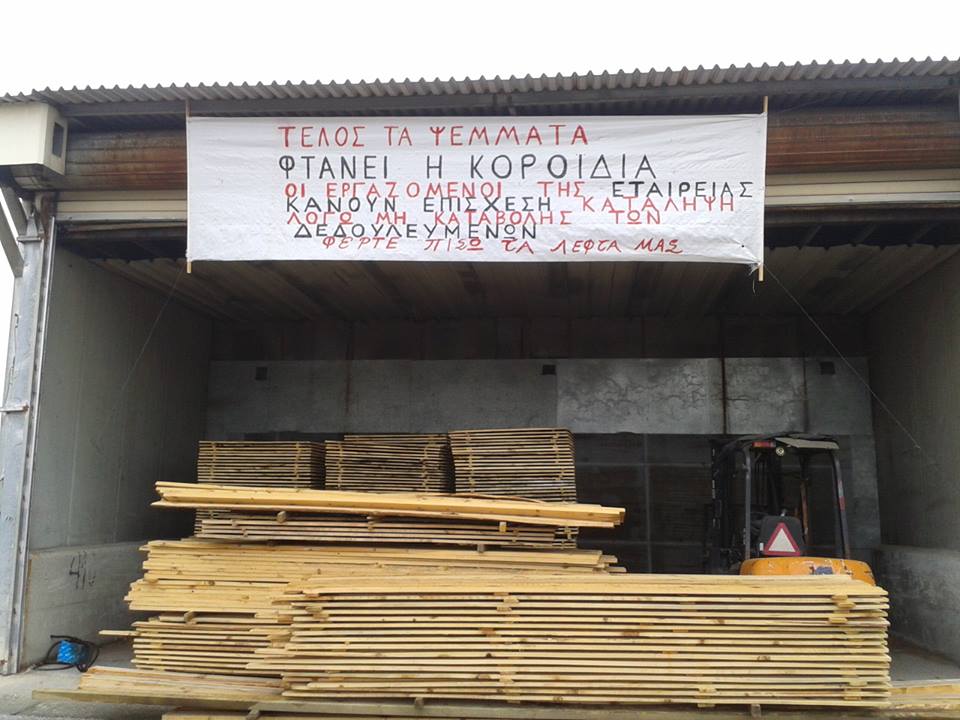 ΤΕΛΟΣ ΤΑ ΨΕΜΜΑΤΑ
ΦΤΑΝΕΙ Η ΚΟΡΟΪΔΙΑ
ΟΙ ΕΡΓΑΖΟΜΕΝΟΙ ΤΗΣ ΕΤΑΙΡΕΙΑΣ
ΚΑΝΟΥΝ ΕΠΙΣΧΕΣΗ ΚΑΤΑΛΗΨΗ
ΛΟΓΩ ΜΗ ΚΑΤΑΒΟΛΗΣ ΤΩΝ
ΔΕΔΟΥΛΕΥΜΕΝΩΝ
ΦΕΡΤΕ ΠΙΣΩ ΤΑ ΛΕΦΤΑ ΜΑΣ